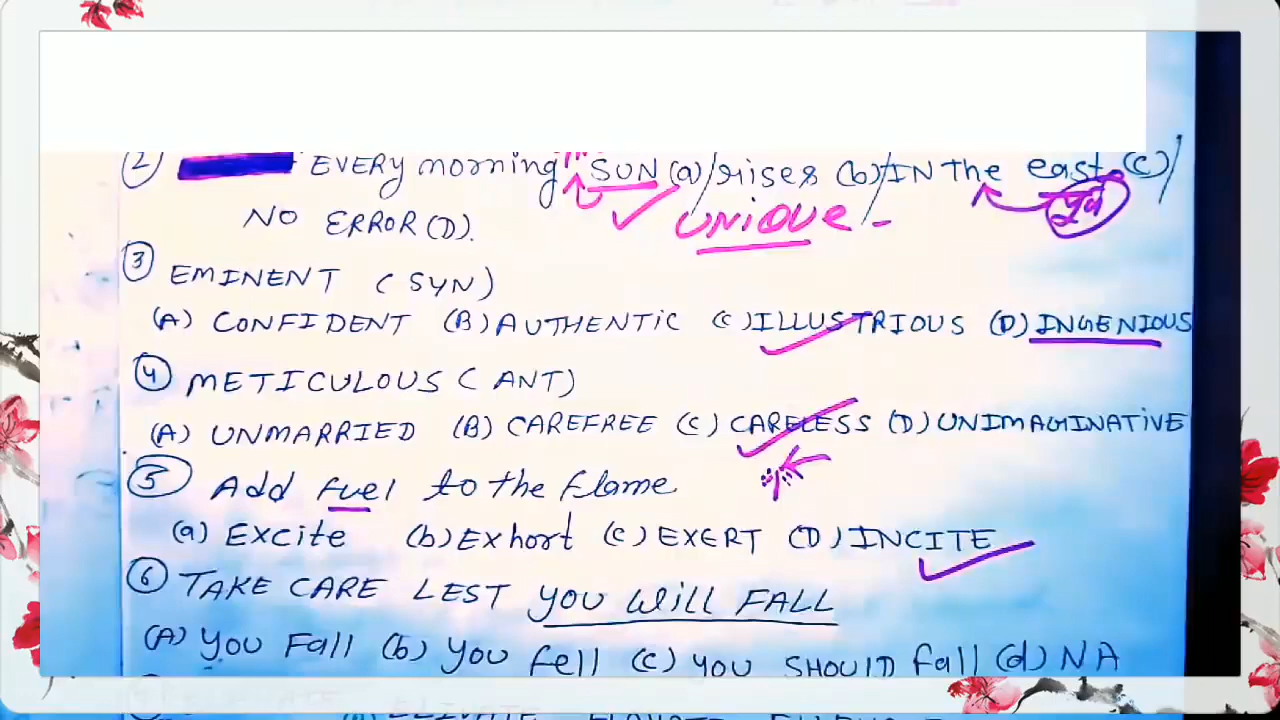 ② EVERY morning SUN (a)/rises (b)/IN the east (C)/
पूर्व
NO ERROR (D). UNIQUE -
③ EMINENT (SYN)
(A) CONFIDENT (B) AUTHENTIC (C) ILLUSTRIOUS (D) INGENIOUS
④ METICULOUS (ANT)
(A) UNMARRIED (B) CAREFREE (C) CARELESS (D) UNIMAGINATIVE
⑤ Add fuel to the flame
(a) Excite (b) Exhort (C) EXERT (D) INCITE
⑥ TAKE CARE LEST YOU WILL FALL
(A) YOU Fall (b) YOU fell (C) YOU SHOULD fall (d) NA